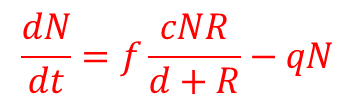 dN/dt = f cNR/(d + R) − qN